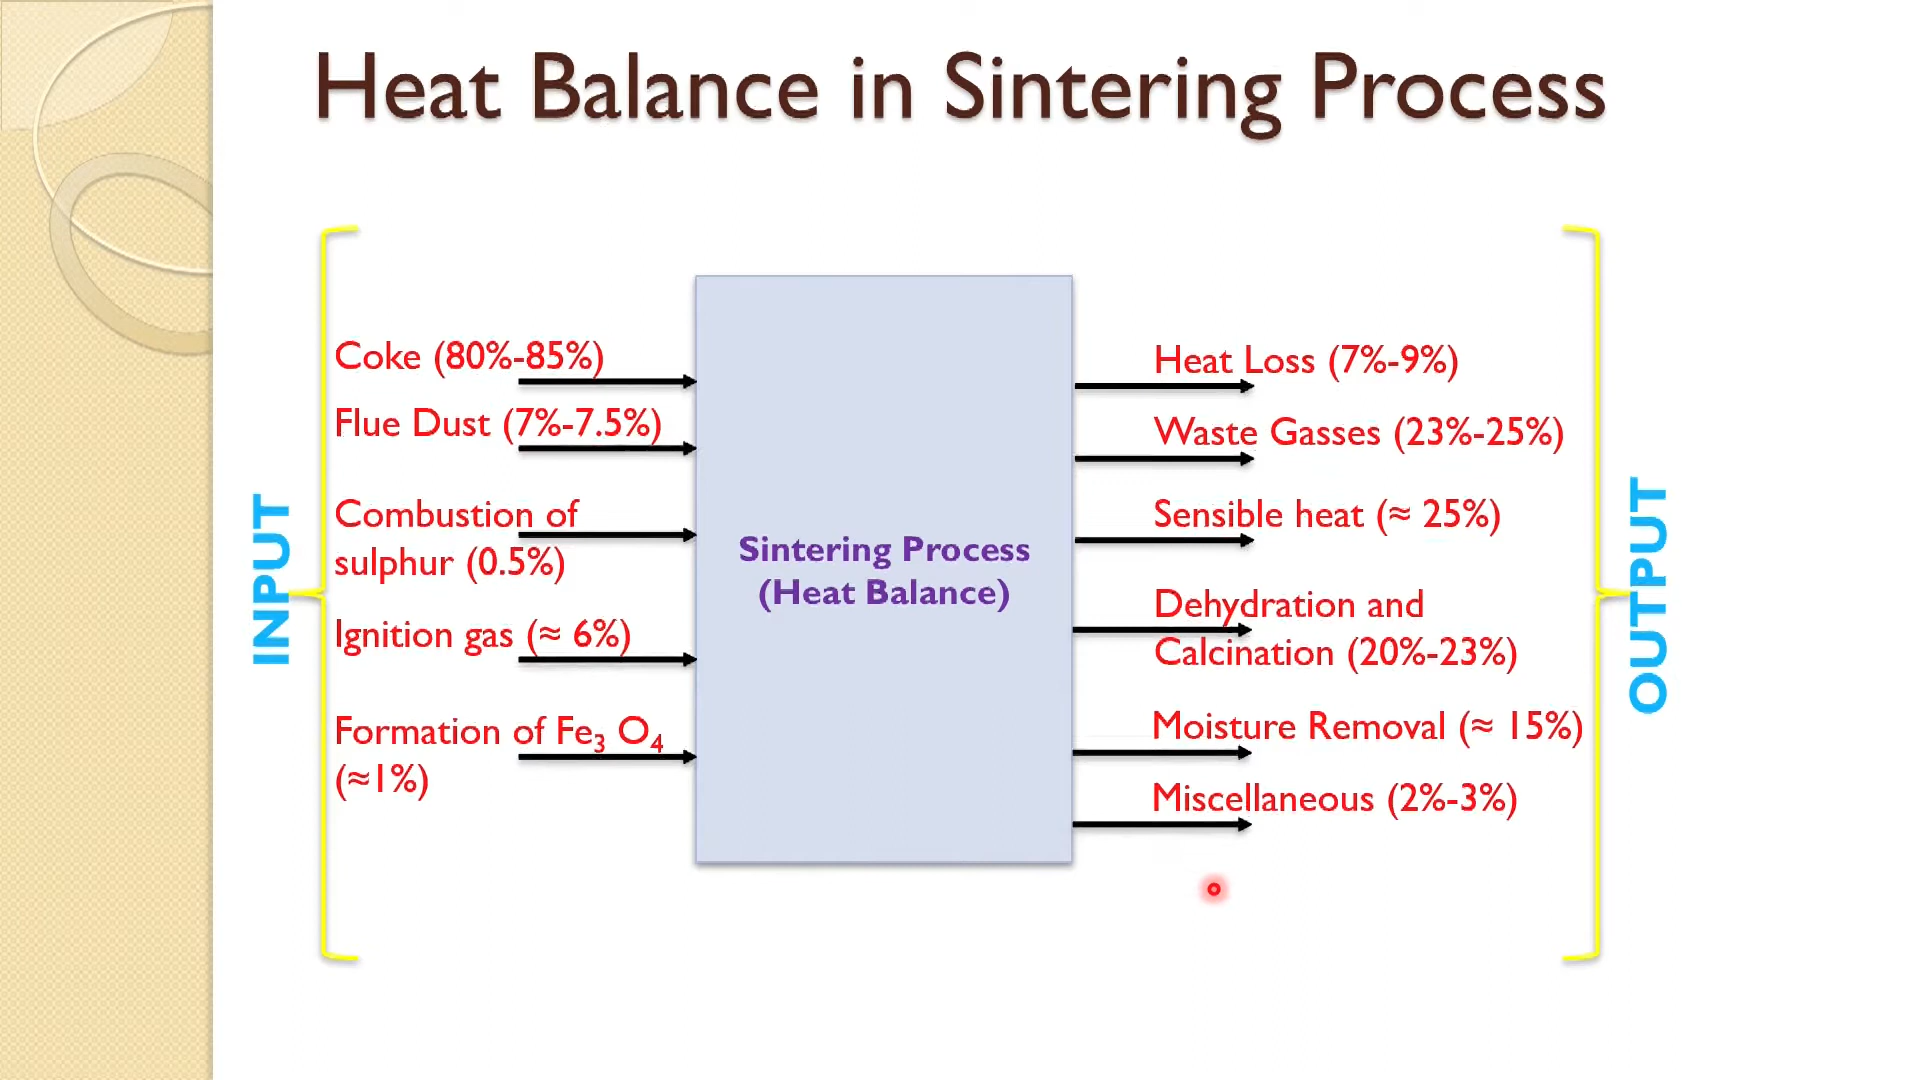 Heat Balance in Sintering Process
INPUT
Coke (80%-85%)
Flue Dust (7%-7.5%)
Combustion of
sulphur (0.5%)
Ignition gas (≈ 6%)
Formation of Fe₃ O₄
(≈1%)
Sintering Process
(Heat Balance)
Heat Loss (7%-9%)
Waste Gasses (23%-25%)
Sensible heat (≈ 25%)
Dehydration and
Calcination (20%-23%)
Moisture Removal (≈ 15%)
Miscellaneous (2%-3%)
OUTPUT